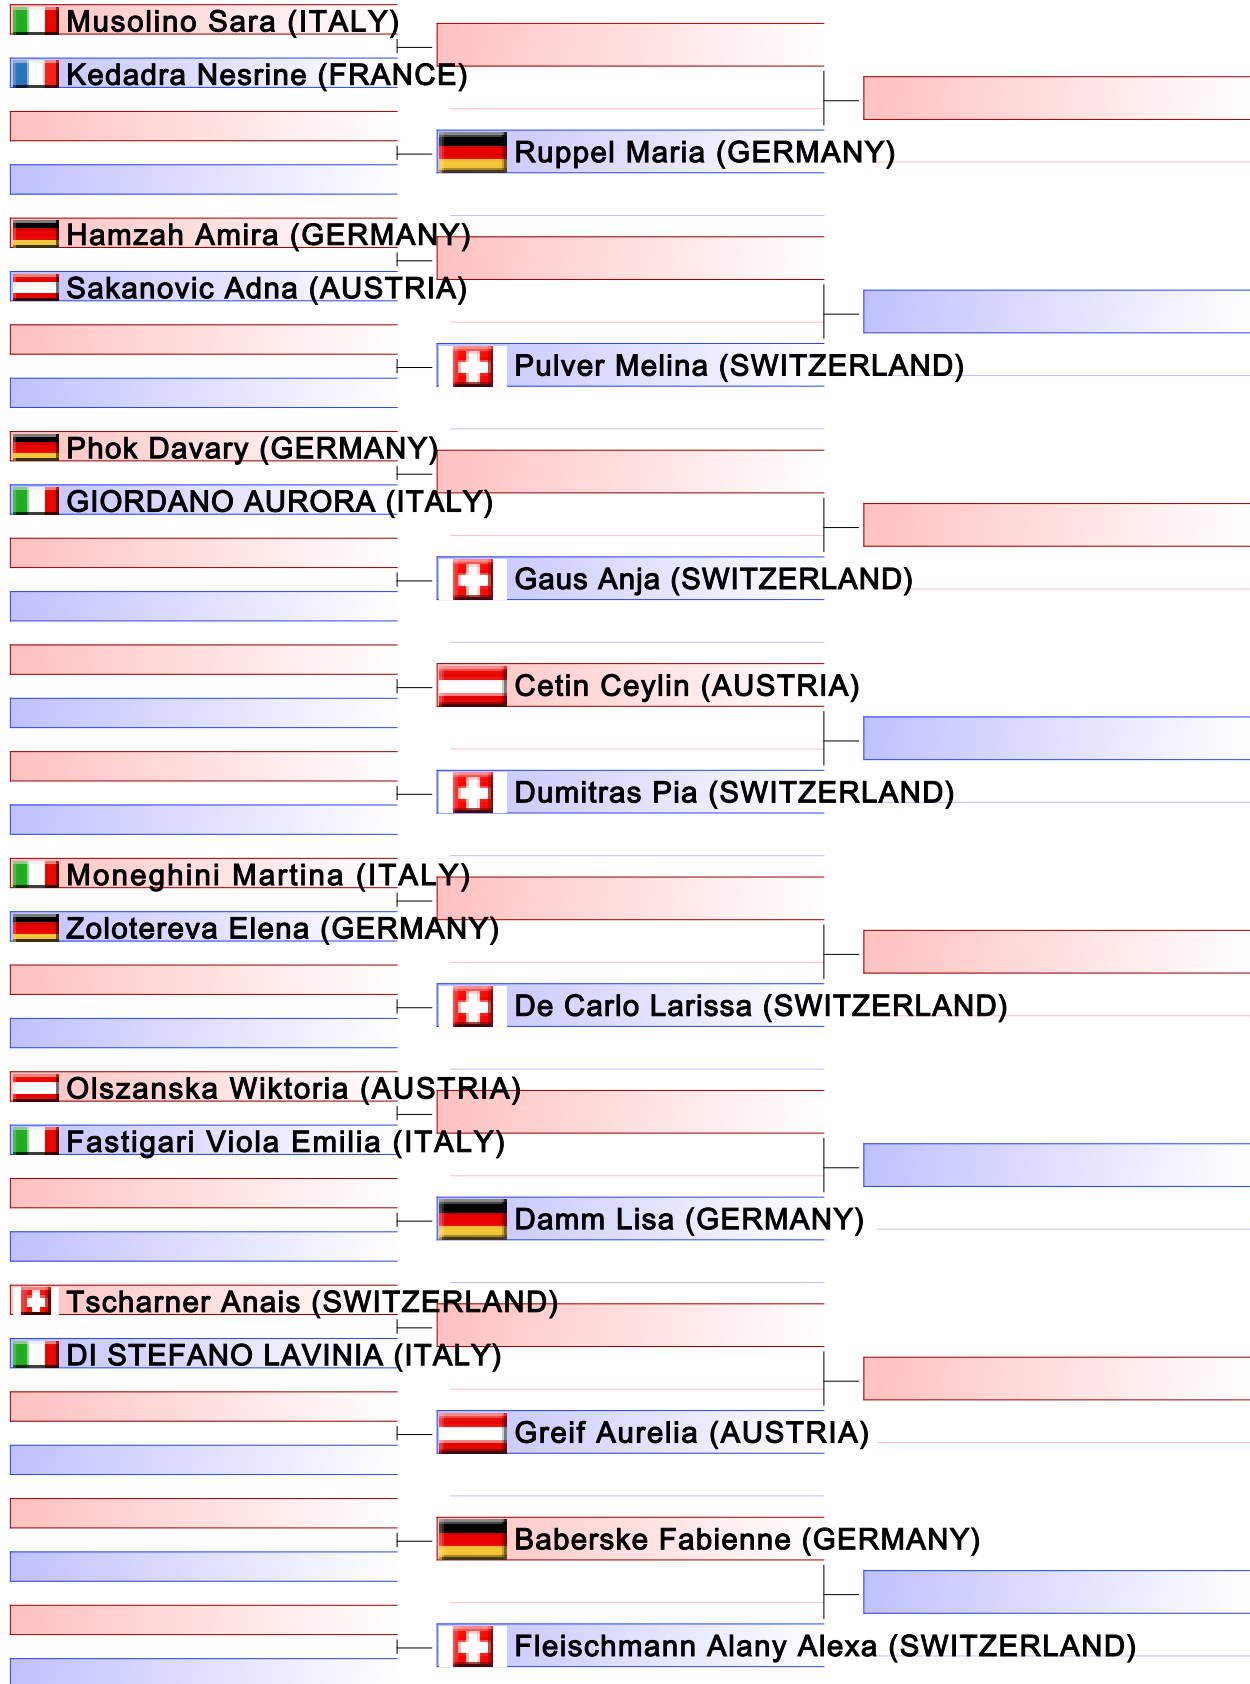 Musolino Sara (ITALY)
Kedadra Nesrine (FRANCE)
Ruppel Maria (GERMANY)
Hamzah Amira (GERMANY)
Sakanovic Adna (AUSTRIA)
Pulver Melina (SWITZERLAND)
Phok Davary (GERMANY)
GIORDANO AURORA (ITALY)
Gaus Anja (SWITZERLAND)
Cetin Ceylin (AUSTRIA)
Dumitras Pia (SWITZERLAND)
Moneghini Martina (ITALY)
Zolotereva Elena (GERMANY)
De Carlo Larissa (SWITZERLAND)
Olszanska Wiktoria (AUSTRIA)
Fastigari Viola Emilia (ITALY)
Damm Lisa (GERMANY)
Tscharner Anais (SWITZERLAND)
DI STEFANO LAVINIA (ITALY)
Greif Aurelia (AUSTRIA)
Baberske Fabienne (GERMANY)
Fleischmann Alany Alexa (SWITZERLAND)